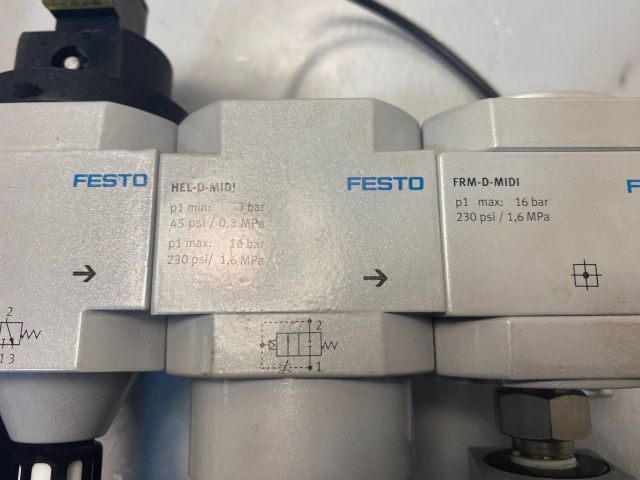 FESTO
2
1 3
HEL-D-MIDI
FESTO
p1 min: 3 bar
45 psi / 0,3 MPa
p1 max: 16 bar
230 psi/ 1,6 MPa
2
1
FRM-D-MIDI
p1 max: 16 bar
230 psi / 1,6 MPa
F